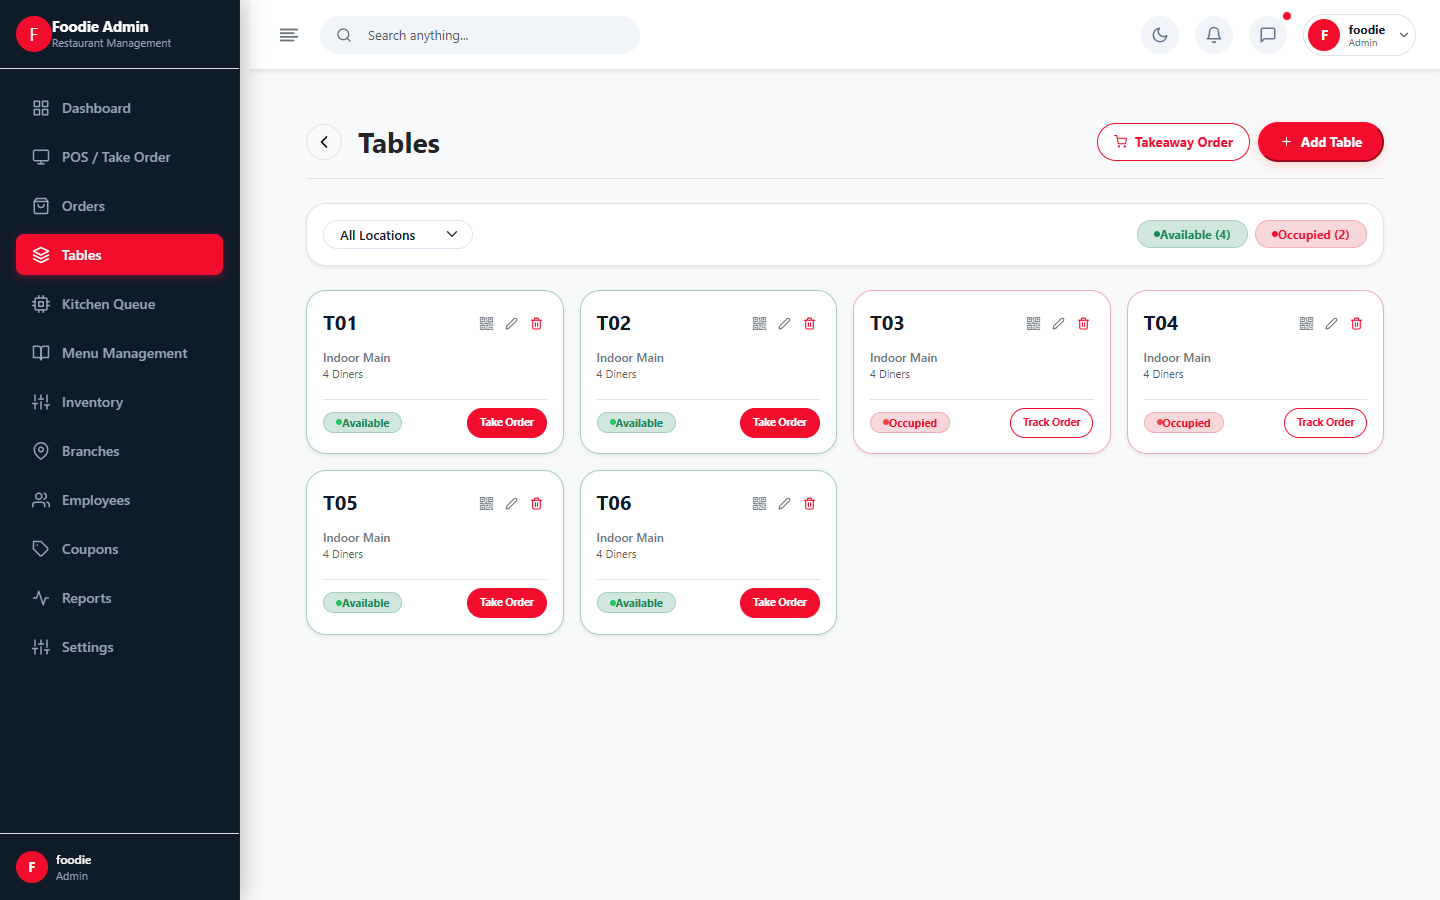 F
Foodie Admin
Restaurant Management
Dashboard
POS / Take Order
Orders
Tables
Kitchen Queue
Menu Management
Inventory
Branches
Employees
Coupons
Reports
Settings
F
foodie
Admin
Search anything...
F
foodie
Admin
Tables
Takeaway Order
+ Add Table
All Locations
Available (4)
Occupied (2)
T01
Indoor Main
4 Diners
Available
Take Order
T02
Indoor Main
4 Diners
Available
Take Order
T03
Indoor Main
4 Diners
Occupied
Track Order
T04
Indoor Main
4 Diners
Occupied
Track Order
T05
Indoor Main
4 Diners
Available
Take Order
T06
Indoor Main
4 Diners
Available
Take Order